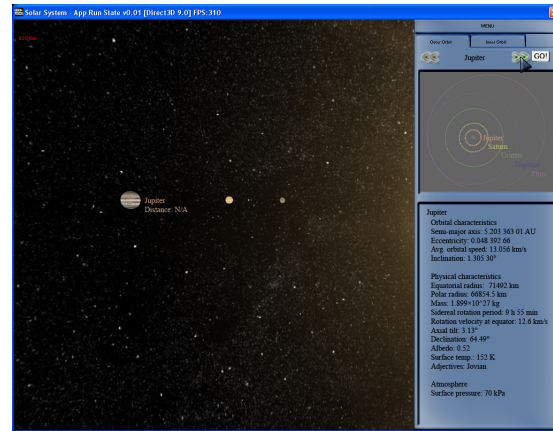 Solar System - App Run State v0.01 [Direct3D 9.0] FPS:310
MENU
Outer Orbit
Inner Orbit
Jupiter
GO!
Jupiter
Saturn
Uranus
Neptune
Pluto
Jupiter
Distance: N/A
Jupiter
Orbital characteristics
Semi-major axis: 5.203 363 01 AU
Eccentricity: 0.048 392 66
Avg. orbital speed: 13.056 km/s
Inclination: 1.305 30°
Physical characteristics
Equatorial radius: 71492 km
Polar radius: 66854.5 km
Mass: 1.899×10^27 kg
Sidereal rotation period: 9 h 55 min
Rotation velocity at equator: 12.6 km/s
Axial tilt: 3.13°
Declination: 64.49°
Albedo: 0.52
Surface temp.: 152 K
Adjectives: Jovian
Atmosphere
Surface pressure: 70 kPa